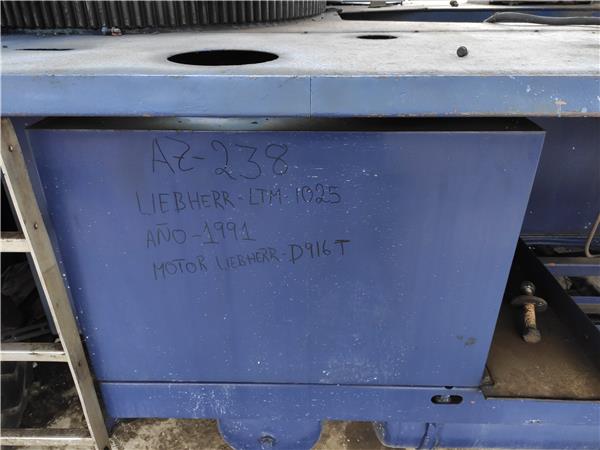 AZ-238
LIEBHERR-LTM-1025
AÑO-1991
MOTOR LIEBHERR-D916T